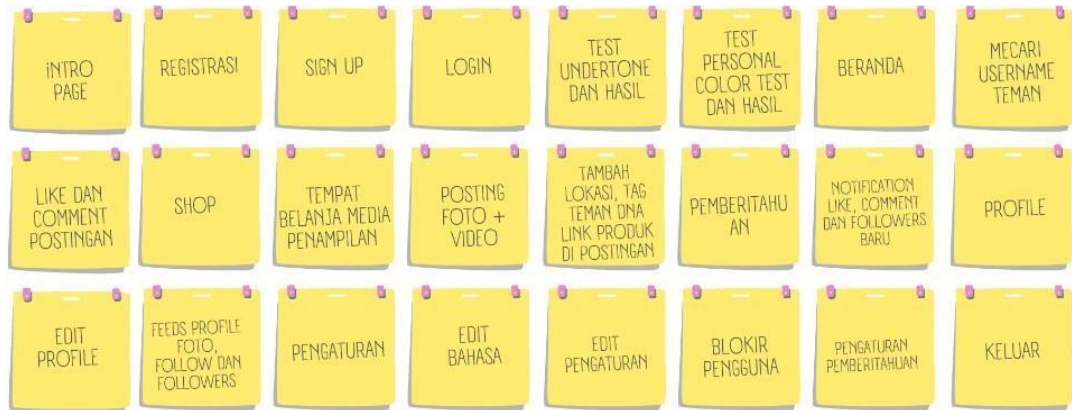 iNTRO
PAGE
REGISTRASI
SIGN UP
LOGIN
TEST
UNDERTONE
DAN HASIL
TEST
PERSONAL
COLOR TEST
DAN HASIL
BERANDA
MECARI
USERNAME
TEMAN
LIKE DAN
COMMENT
POSTINGAN
SHOP
TEMPAT
BELANJA MEDIA
PENAMPILAN
POSTING
FOTO +
VIDEO
TAMBAH
LOKASI, TAG
TEMAN DNA
LINK PRODUK
DI POSTINGAN
PEMBERITAHU
AN
NOTIFICATION
LIKE, COMMENT
DAN FOLLOWERS
BARU
PROFILE
EDIT
PROFILE
FEEDS PROFILE
FOTO,
FOLLOW DAN
FOLLOWERS
PENGATURAN
EDIT
BAHASA
EDIT
PENGATURAN
BLOKIR
PENGGUNA
PENGATURAN
PEMBERITAHUAN
KELUAR